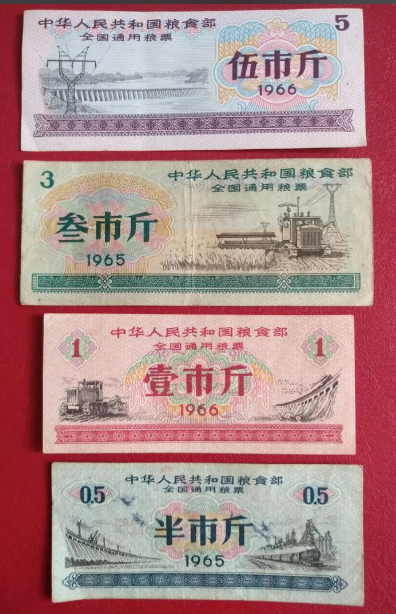 中华人民共和国粮食部 5
全国通用粮票
伍市斤
1966
3 中华人民共和国粮食部
全国通用粮票
叁市斤
1965
中华人民共和国粮食部
全国通用粮票
1 壹市斤 1
1966
中华人民共和国粮食部
全国通用粮票
0.5 0.5
半市斤
1965